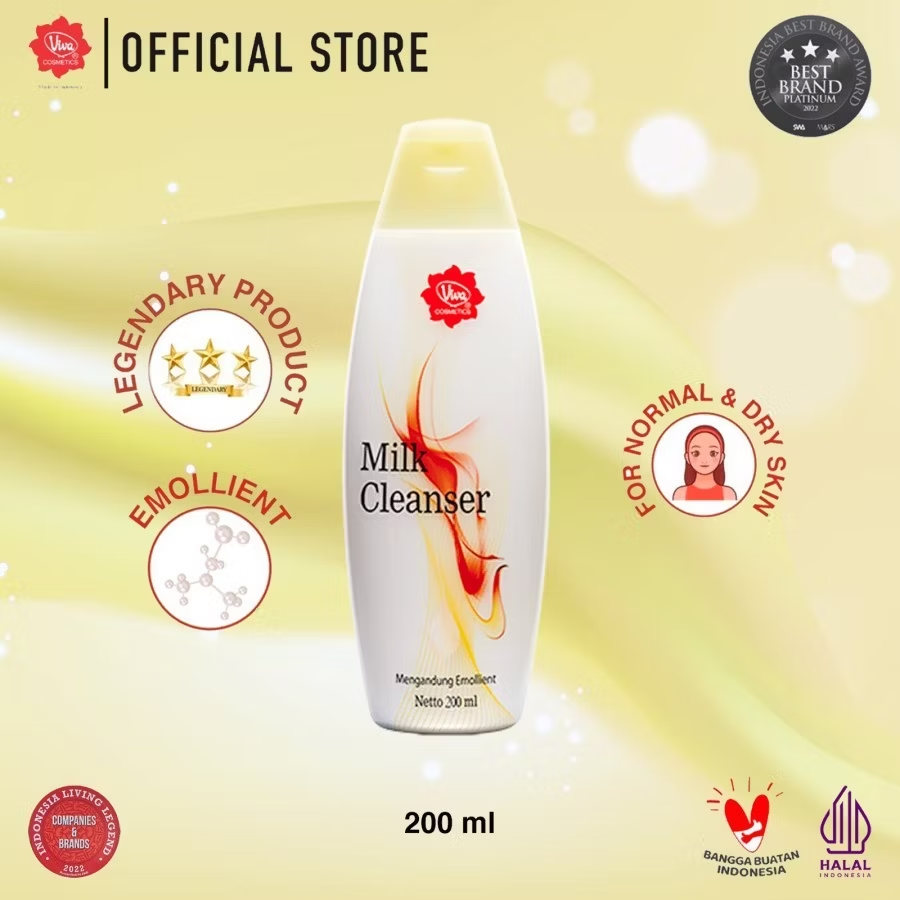 Viva
COSMETICS
OFFICIAL STORE
INDONESIA BEST BRAND AWARD
BEST
BRAND
PLATINUM
2022
SWA MARS
LEGENDARY PRODUCT
LEGENDARY
EMOLLIENT
Viva
COSMETICS
Milk
Cleanser
Mengandung Emollient
Netto 200 ml
FOR NORMAL & DRY SKIN
INDONESIA LIVING LEGEND
COMPANIES
&
BRANDS
2022
200 ml
BANGGA BUATAN
INDONESIA
HALAL
INDONESIA